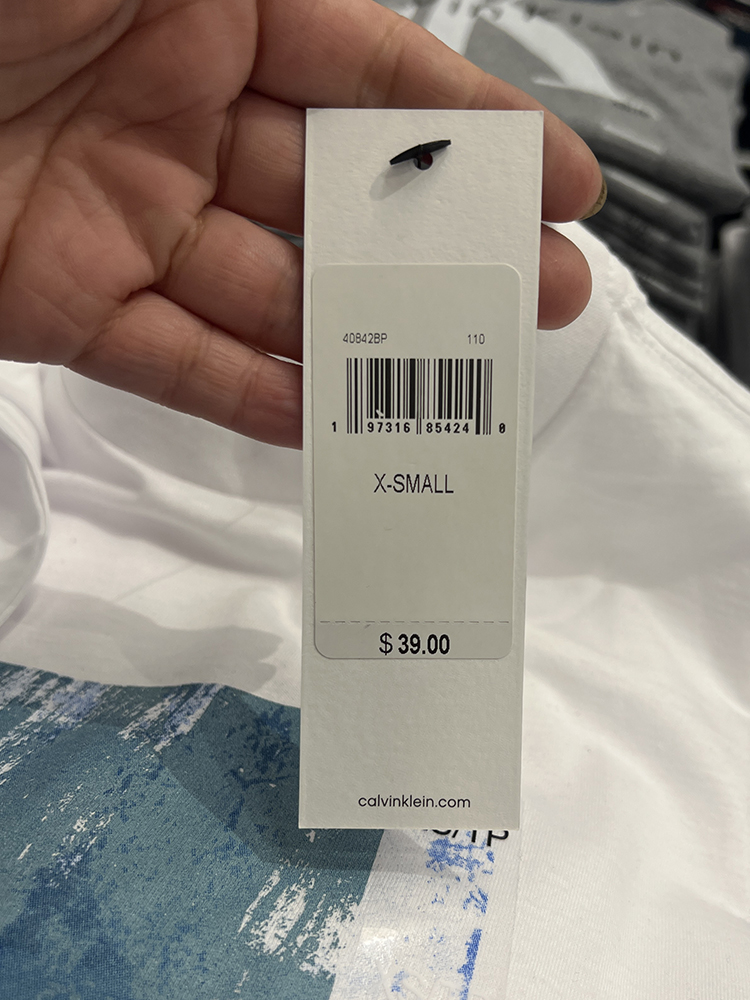 40842BP 110
1 97316 85424 0
X-SMALL
$ 39.00
calvinklein.com